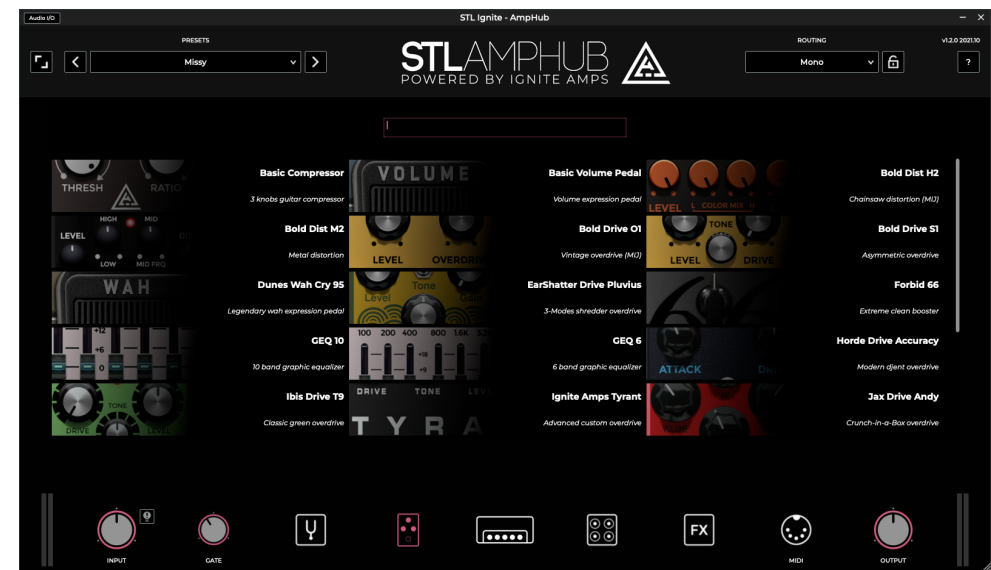 Audio I/O
STL Ignite - AmpHub
PRESETS
ROUTING
v1.2.0 2021.10
Missy
STLAMPHUB
POWERED BY IGNITE AMPS
Mono
?
THRESH
RATIO
Basic Compressor
3 knobs guitar compressor
VOLUME
Basic Volume Pedal
Volume expression pedal
LEVEL L COLOR MIX H
Bold Dist H2
Chainsaw distortion (MIJ)
HIGH
MID
LEVEL
LOW
MID FRQ
Bold Dist M2
Metal distortion
LEVEL
OVERDRIVE
Bold Drive O1
Vintage overdrive (MIJ)
TONE
LEVEL
DRIVE
Bold Drive S1
Asymmetric overdrive
WAH
Dunes Wah Cry 95
Legendary wah expression pedal
Level
Tone
EarShatter Drive Pluvius
3-Modes shredder overdrive
Forbid 66
Extreme clean booster
+12
+6
0
GEQ 10
10 band graphic equalizer
100 200 400 800 1.6K 3.2
+18
+9
GEQ 6
6 band graphic equalizer
ATTACK
Horde Drive Accuracy
Modern djent overdrive
TONE
DRIVE
LEVEL
Ibis Drive T9
Classic green overdrive
DRIVE TONE LEV
TYRA
Ignite Amps Tyrant
Advanced custom overdrive
Jax Drive Andy
Crunch-in-a-Box overdrive
FX
INPUT
GATE
MIDI
OUTPUT